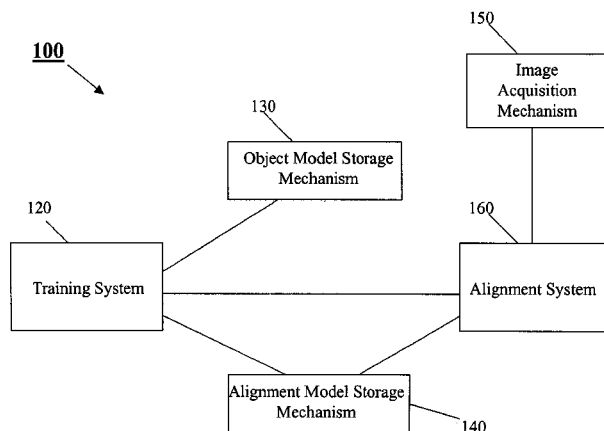 150
100
Image
Acquisition
Mechanism
130
Object Model Storage
Mechanism
120
160
Training System
Alignment System
Alignment Model Storage
Mechanism
140